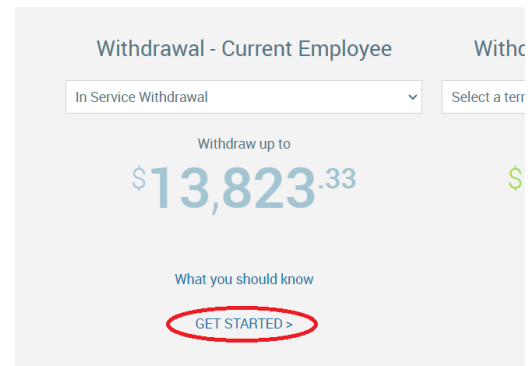 Withdrawal - Current Employee
In Service Withdrawal
Withdraw up to
$13,823.33
What you should know
GET STARTED >
Select a
$